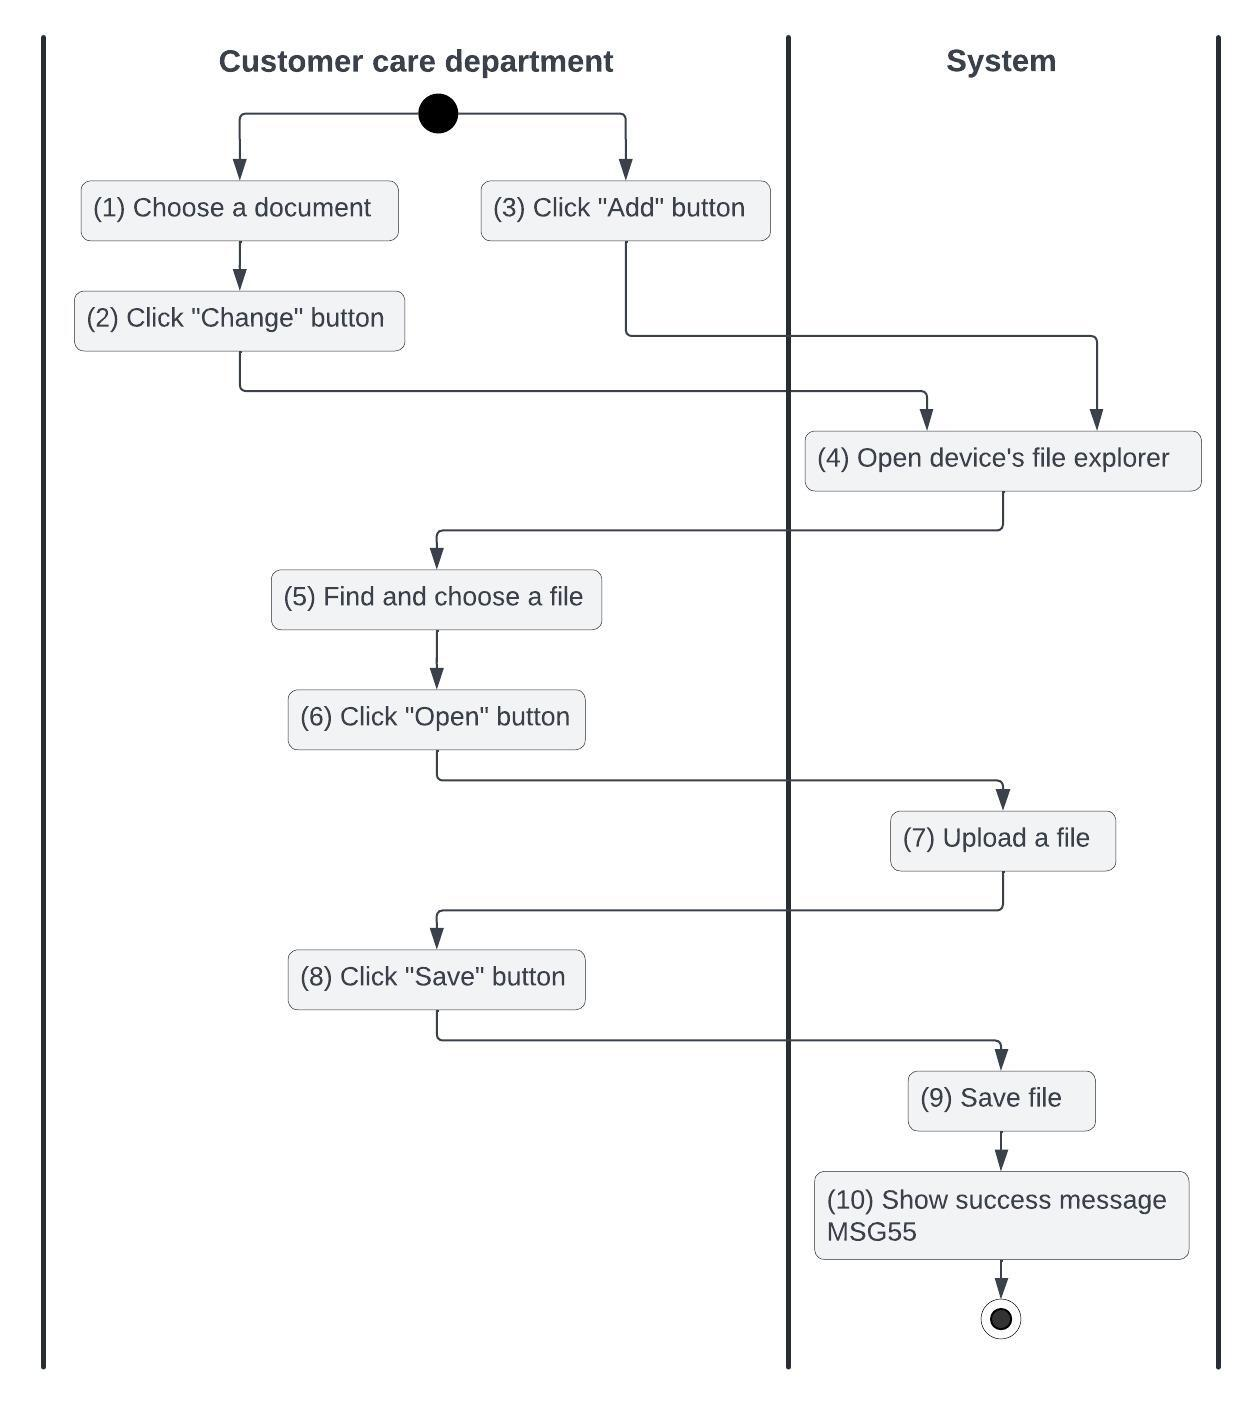 Customer care department
System
(1) Choose a document
(3) Click "Add" button
(2) Click "Change" button
(4) Open device's file explorer
(5) Find and choose a file
(6) Click "Open" button
(7) Upload a file
(8) Click "Save" button
(9) Save file
(10) Show success message
MSG55